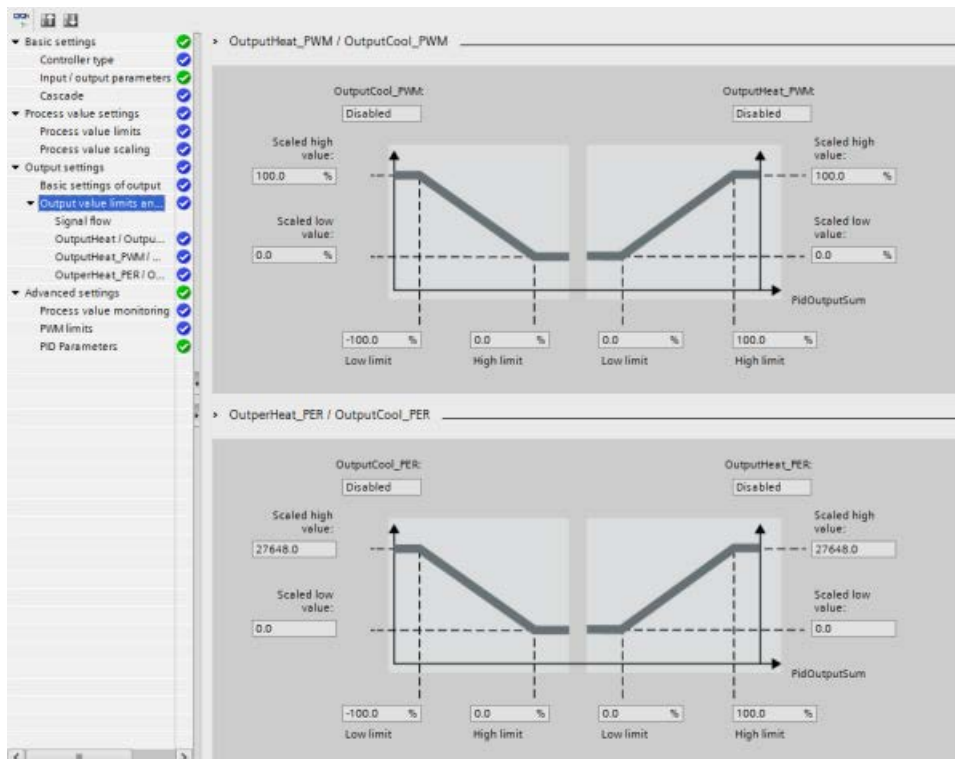 Basic settings
Controller type
Input / output parameters
Cascade
Process value settings
Process value limits
Process value scaling
Output settings
Basic settings of output
Output value limits an...
Signal flow
OutputHeat / Outpu...
OutputHeat_PWM / ...
OutperHeat_PER / O...
Advanced settings
Process value monitoring
PWM limits
PID Parameters
OutputHeat_PWM / OutputCool_PWM
OutputCool_PWM:
Disabled
OutputHeat_PWM:
Disabled
Scaled high
value:
100.0 %
Scaled high
value:
100.0 %
Scaled low
value:
0.0 %
Scaled low
value:
0.0 %
PidOutputSum
-100.0 %
0.0 %
0.0 %
100.0 %
Low limit
High limit
Low limit
High limit
OutperHeat_PER / OutputCool_PER
OutputCool_PER:
Disabled
OutputHeat_PER:
Disabled
Scaled high
value:
27648.0
Scaled high
value:
27648.0
Scaled low
value:
0.0
Scaled low
value:
0.0
PidOutputSum
-100.0 %
0.0 %
0.0 %
100.0 %
Low limit
High limit
Low limit
High limit